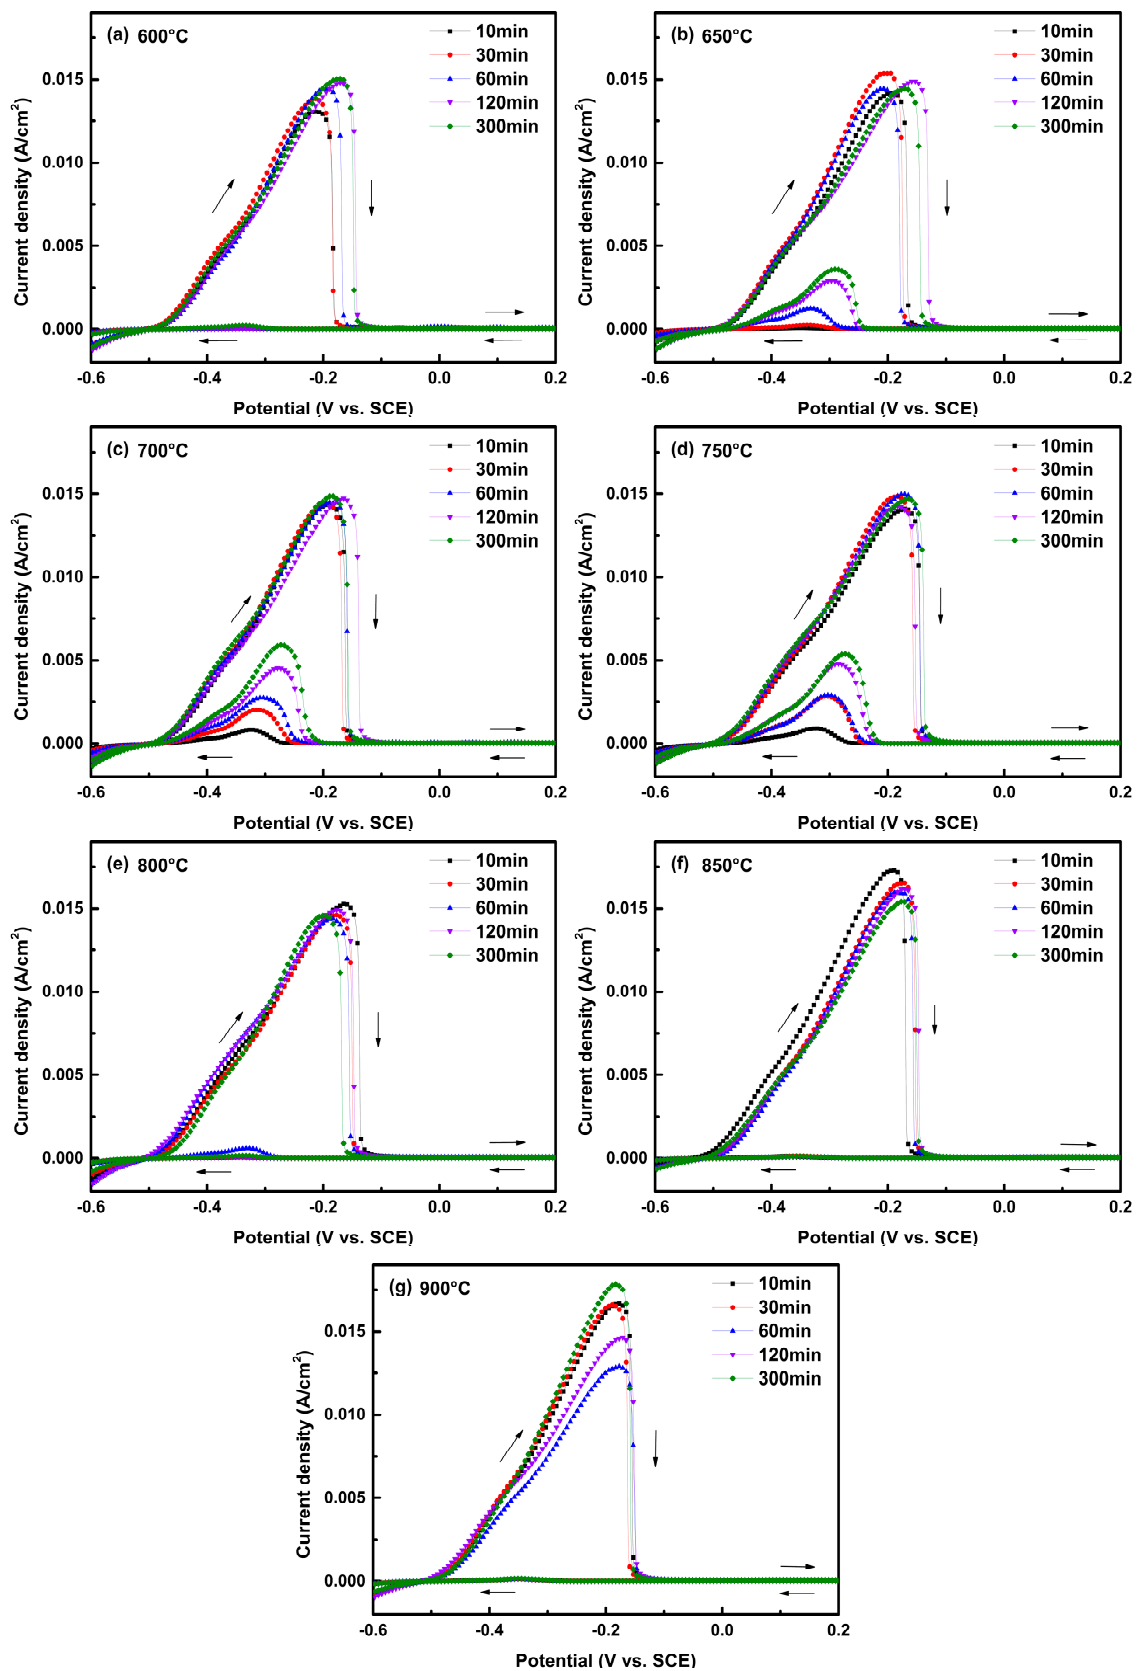 (a) 600°C
10min
30min
60min
120min
300min
0.015
0.010
0.005
0.000
Current density (A/cm²)
-0.6
-0.4
-0.2
0.0
0.2
Potential (V vs. SCE)
(b) 650°C
10min
30min
60min
120min
300min
0.015
0.010
0.005
0.000
Current density (A/cm²)
-0.6
-0.4
-0.2
0.0
0.2
Potential (V vs. SCE)
(c) 700°C
10min
30min
60min
120min
300min
0.015
0.010
0.005
0.000
Current density (A/cm²)
-0.6
-0.4
-0.2
0.0
0.2
Potential (V vs. SCE)
(d) 750°C
10min
30min
60min
120min
300min
0.015
0.010
0.005
0.000
Current density (A/cm²)
-0.6
-0.4
-0.2
0.0
0.2
Potential (V vs. SCE)
(e) 800°C
10min
30min
60min
120min
300min
0.015
0.010
0.005
0.000
Current density (A/cm²)
-0.6
-0.4
-0.2
0.0
0.2
Potential (V vs. SCE)
(f) 850°C
10min
30min
60min
120min
300min
0.015
0.010
0.005
0.000
Current density (A/cm²)
-0.6
-0.4
-0.2
0.0
0.2
Potential (V vs. SCE)
(g) 900°C
10min
30min
60min
120min
300min
0.015
0.010
0.005
0.000
Current density (A/cm²)
-0.6
-0.4
-0.2
0.0
0.2
Potential (V vs. SCE)